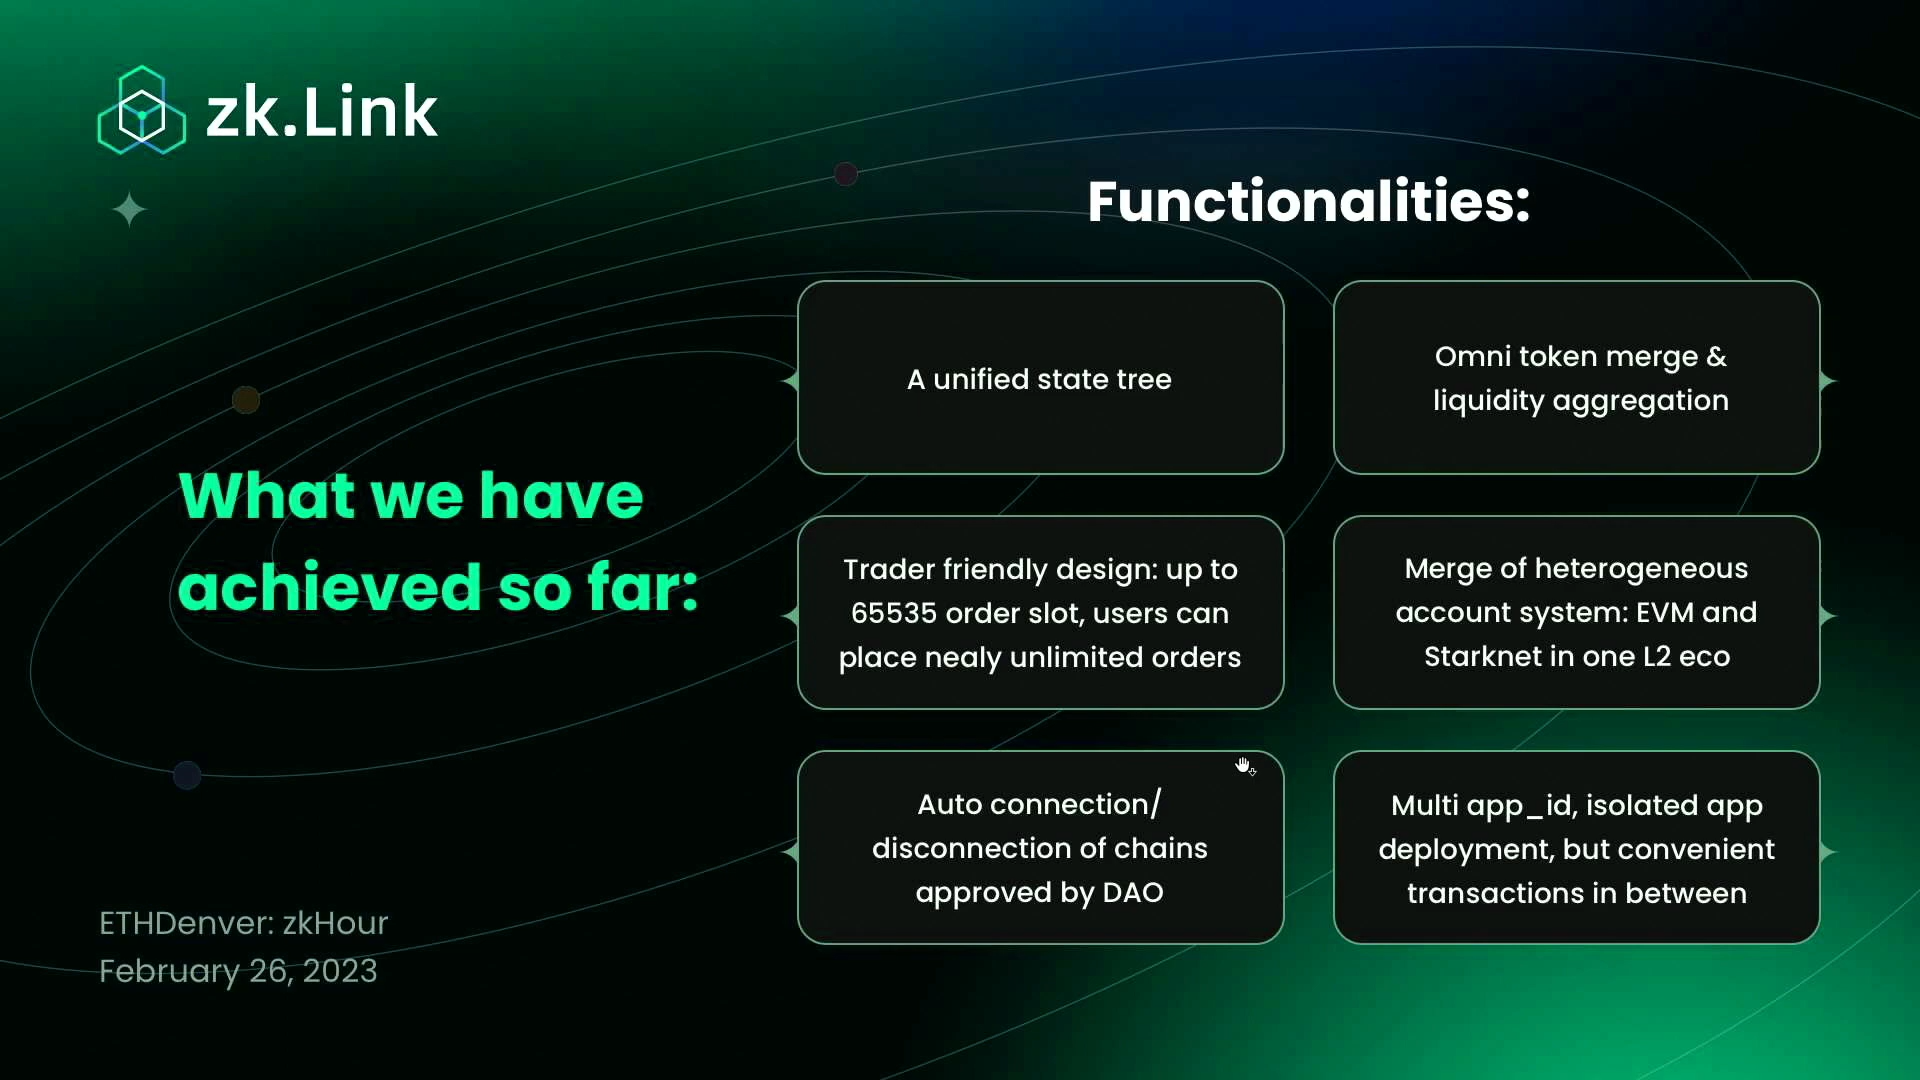 zk.Link
What we have
achieved so far:
ETHDenver: zkHour
February 26, 2023
Functionalities:
A unified state tree
Omni token merge &
liquidity aggregation
Trader friendly design: up to
65535 order slot, users can
place nealy unlimited orders
Merge of heterogeneous
account system: EVM and
Starknet in one L2 eco
Auto connection/
disconnection of chains
approved by DAO
Multi app_id, isolated app
deployment, but convenient
transactions in between